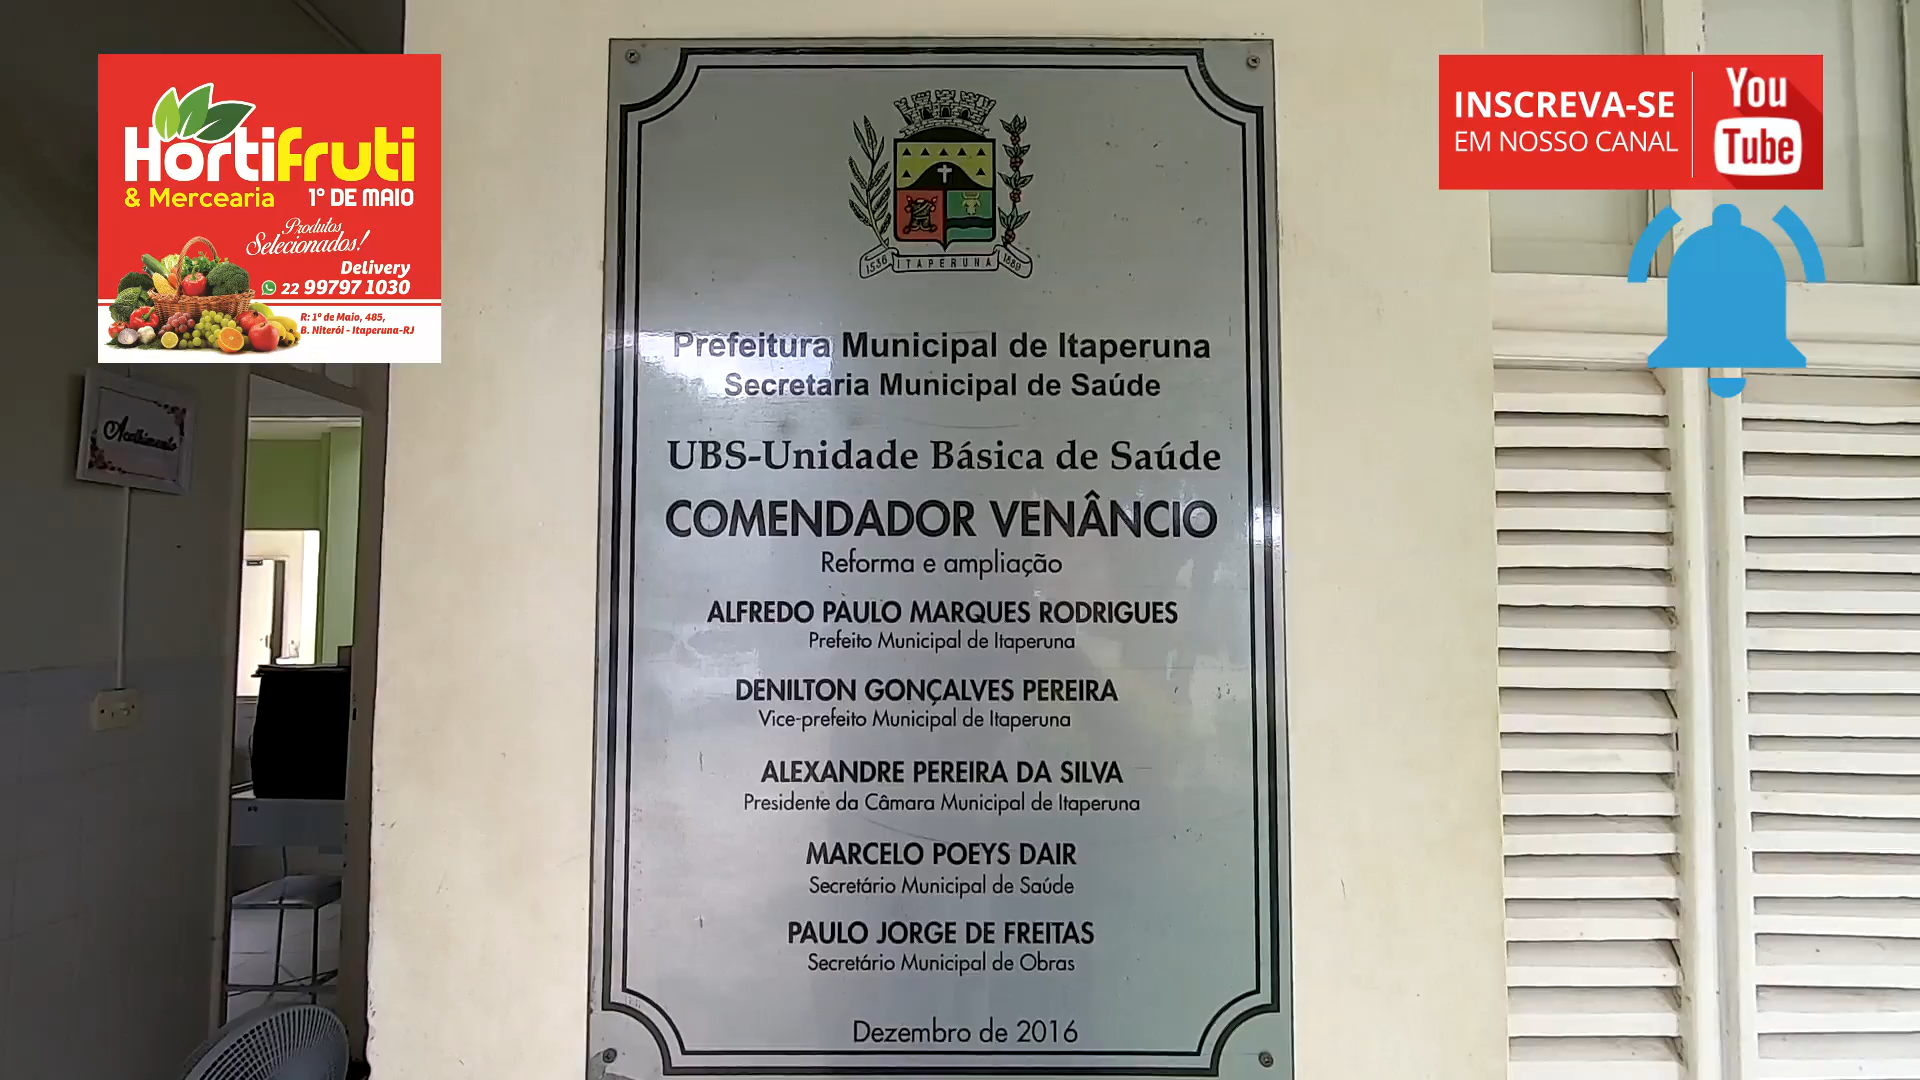 HortiFruti
& Mercearia 1º DE MAIO
Produtos
Selecionados!
Delivery
22 99797 1030
R: 1º de Maio, 485,
B. Niterói - Itaperuna-RJ
INSCREVA-SE
EM NOSSO CANAL
You
Tube
Acolhimento
1536 ITAPERUNA 1889
Prefeitura Municipal de Itaperuna
Secretaria Municipal de Saúde
UBS-Unidade Básica de Saúde
COMENDADOR VENÂNCIO
Reforma e ampliação
ALFREDO PAULO MARQUES RODRIGUES
Prefeito Municipal de Itaperuna
DENILTON GONÇALVES PEREIRA
Vice-prefeito Municipal de Itaperuna
ALEXANDRE PEREIRA DA SILVA
Presidente da Câmara Municipal de Itaperuna
MARCELO POEYS DAIR
Secretário Municipal de Saúde
PAULO JORGE DE FREITAS
Secretário Municipal de Obras
Dezembro de 2016